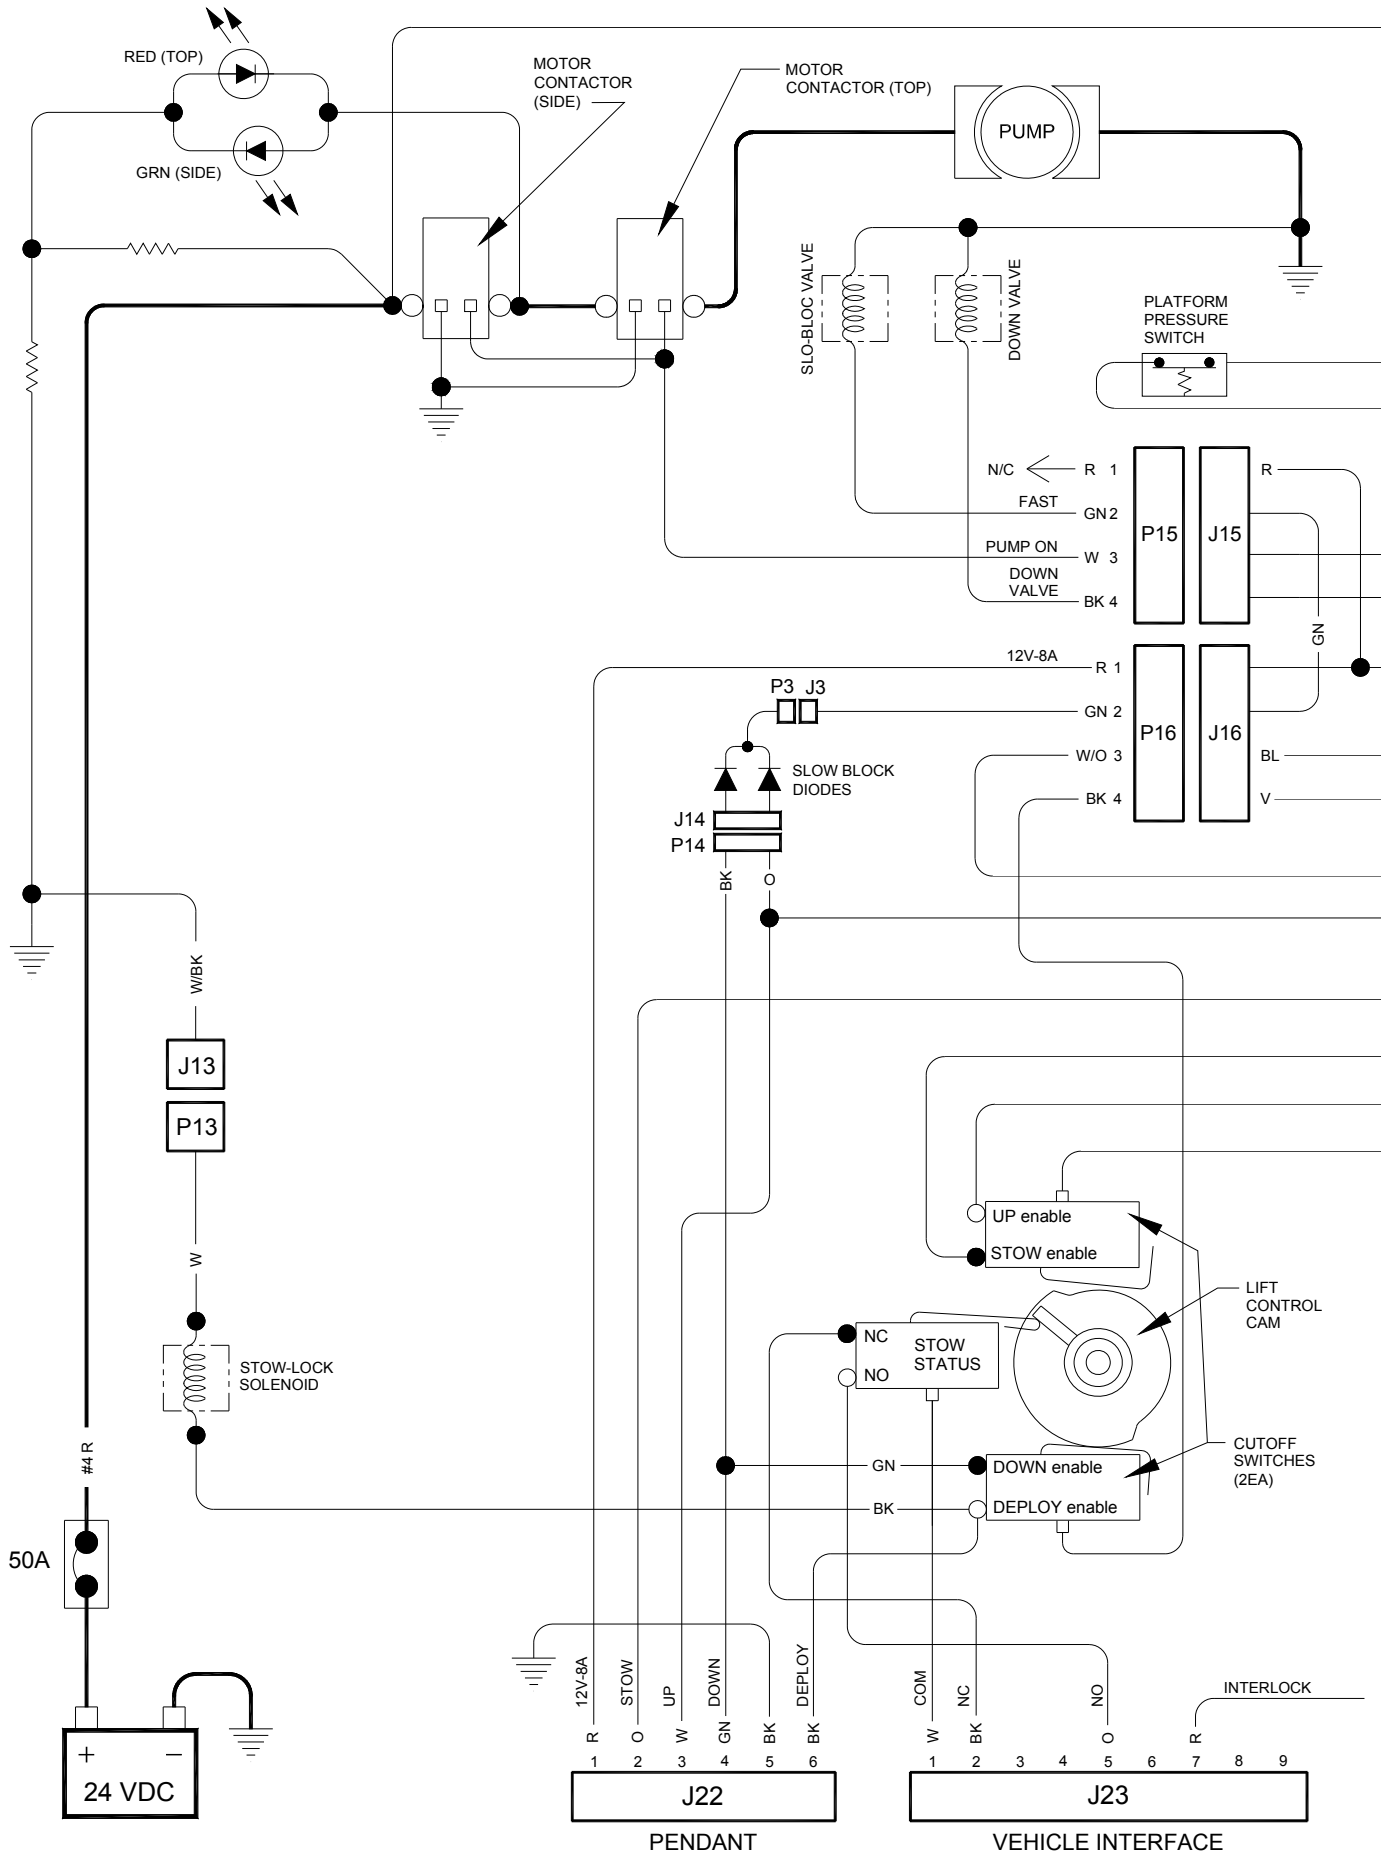 RED (TOP)
GRN (SIDE)
MOTOR
CONTACTOR
(SIDE)
MOTOR
CONTACTOR (TOP)
PUMP
SLO-BLOC VALVE
DOWN VALVE
PLATFORM
PRESSURE
SWITCH
N/C
R 1
FAST
GN 2
PUMP ON
W 3
DOWN
VALVE
BK 4
P15
J15
R
GN
12V-8A
R 1
P3 J3
GN 2
W/O 3
BK 4
P16
J16
BL
V
SLOW BLOCK
DIODES
J14
P14
BK
O
W/BK
J13
P13
W
STOW-LOCK
SOLENOID
UP enable
STOW enable
LIFT
CONTROL
CAM
NC
NO
STOW
STATUS
CUTOFF
SWITCHES
(2EA)
GN
DOWN enable
BK
DEPLOY enable
#4 R
50A
+
−
24 VDC
12V-8A
STOW
UP
DOWN
DEPLOY
R
O
W
GN
BK
BK
1 2 3 4 5 6
J22
PENDANT
COM
NC
NO
INTERLOCK
W
BK
O
R
1 2 3 4 5 6 7 8 9
J23
VEHICLE INTERFACE